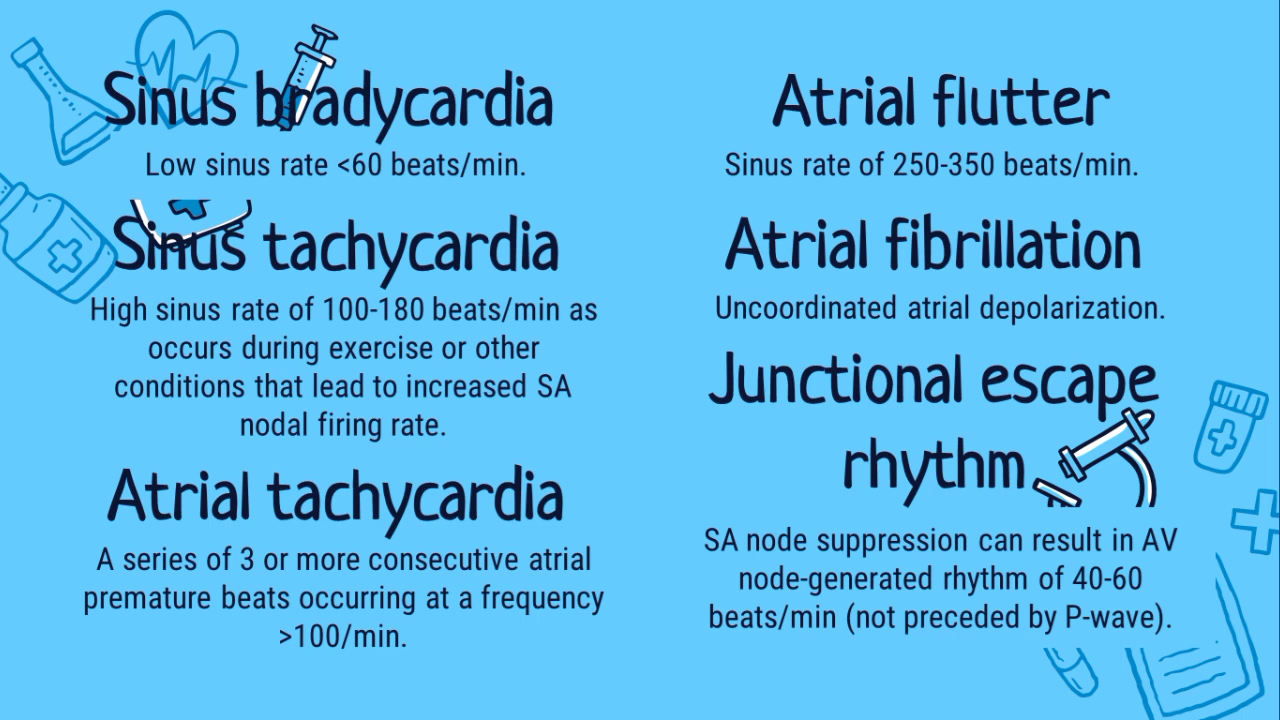 Sinus bradycardia
Low sinus rate <60 beats/min.
Sinus tachycardia
High sinus rate of 100-180 beats/min as
occurs during exercise or other
conditions that lead to increased SA
nodal firing rate.
Atrial tachycardia
A series of 3 or more consecutive atrial
premature beats occurring at a frequency
>100/min.
Atrial flutter
Sinus rate of 250-350 beats/min.
Atrial fibrillation
Uncoordinated atrial depolarization.
Junctional escape
rhythm
SA node suppression can result in AV
node-generated rhythm of 40-60
beats/min (not preceded by P-wave).